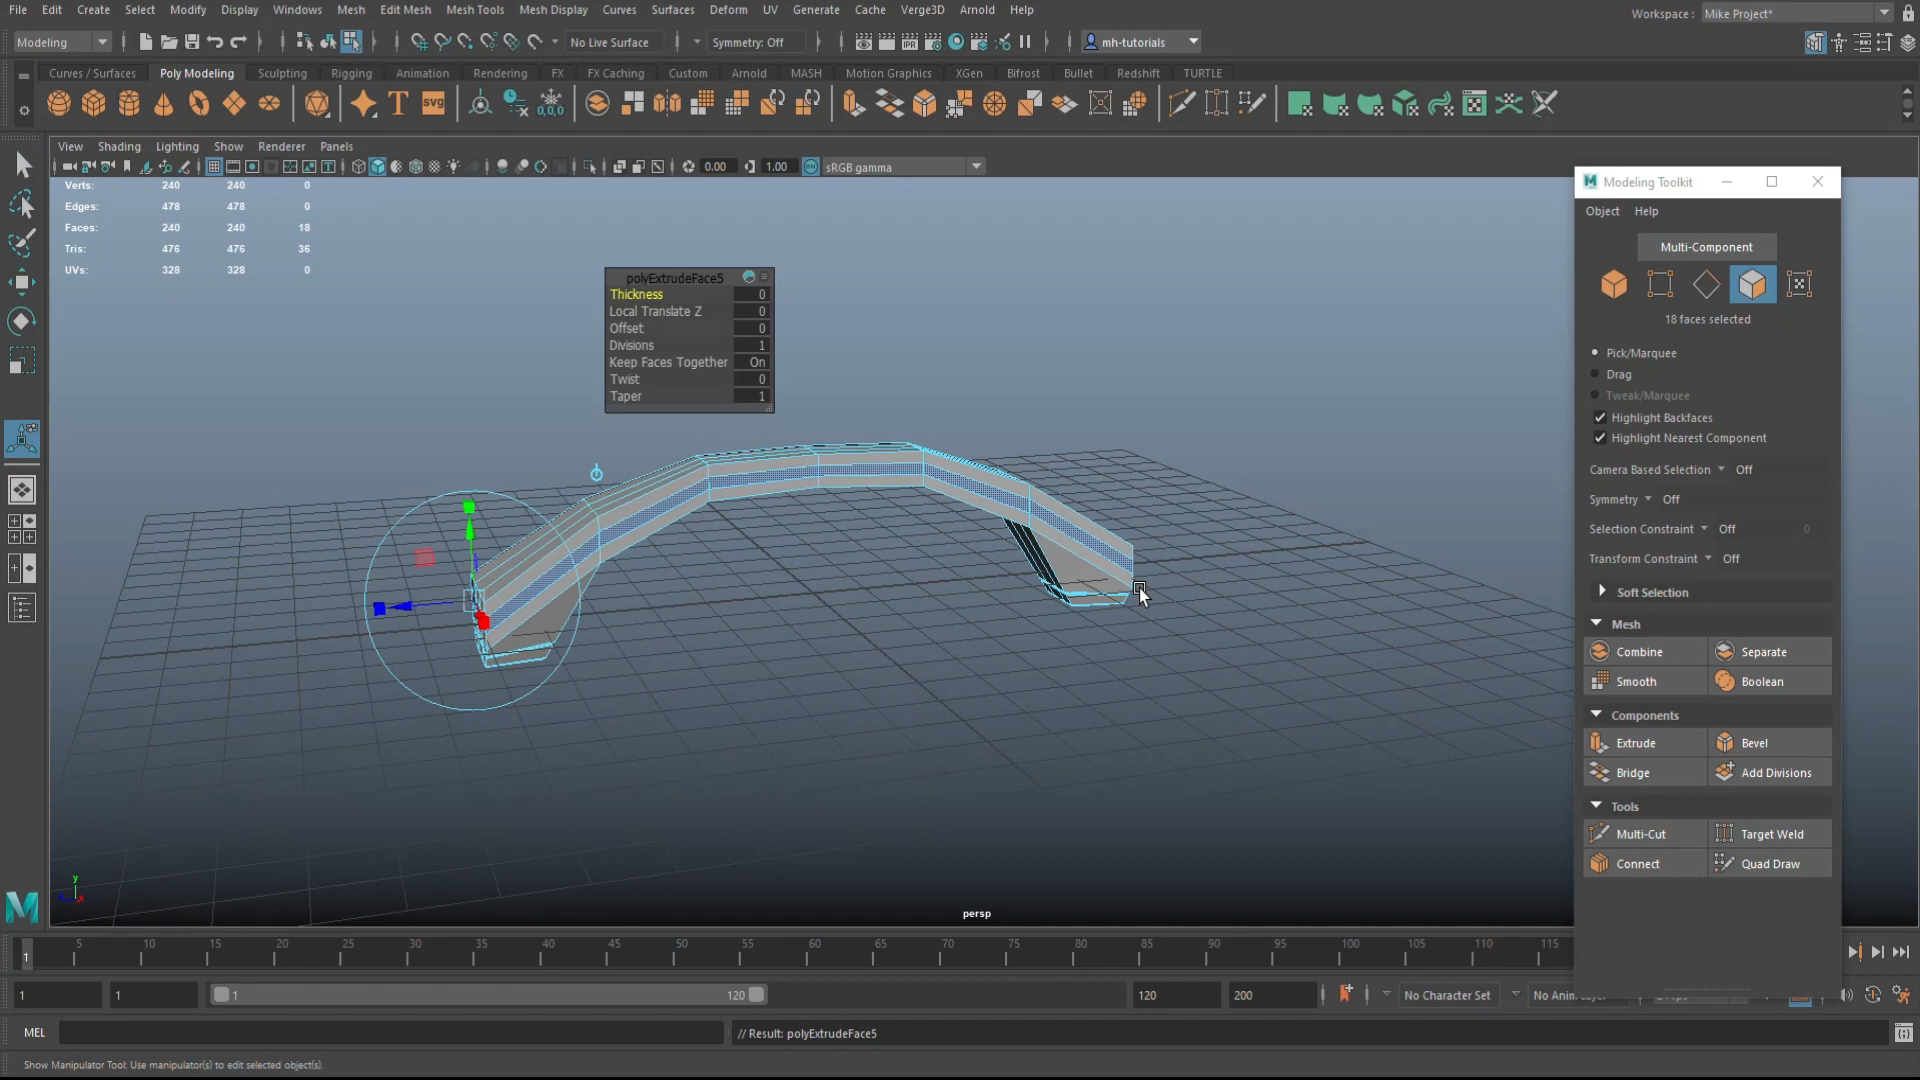 File Edit Create Select Modify Display Windows Mesh Edit Mesh Mesh Tools Mesh Display Curves Surfaces Deform UV Generate Cache Verge3D Arnold Help
Workspace : Mike Project*
Modeling No Live Surface Symmetry: Off mh-tutorials
Curves / Surfaces Poly Modeling Sculpting Rigging Animation Rendering FX FX Caching Custom Arnold MASH Motion Graphics XGen Bifrost Bullet Redshift TURTLE
View Shading Lighting Show Renderer Panels
0.00 1.00 sRGB gamma
Verts: 240 240 0
Edges: 478 478 0
Faces: 240 240 18
Tris: 476 476 36
UVs: 328 328 0
polyExtrudeFace5
Thickness 0
Local Translate Z 0
Offset 0
Divisions 1
Keep Faces Together On
Twist 0
Taper 1
persp
Modeling Toolkit
Object Help
Multi-Component
18 faces selected
Pick/Marquee
Drag
Tweak/Marquee
Highlight Backfaces
Highlight Nearest Component
Camera Based Selection Off
Symmetry Off
Selection Constraint Off 0
Transform Constraint Off
Soft Selection
Mesh
Combine Separate
Smooth Boolean
Components
Extrude Bevel
Bridge Add Divisions
Tools
Multi-Cut Target Weld
Connect Quad Draw
1 5 10 15 20 25 30 35 40 45 50 55 60 65 70 75 80 85 90 95 100 105 110 115
1 1 1 120 120 200 No Character Set
MEL // Result: polyExtrudeFace5
Show Manipulator Tool: Use manipulator(s) to edit selected object(s).